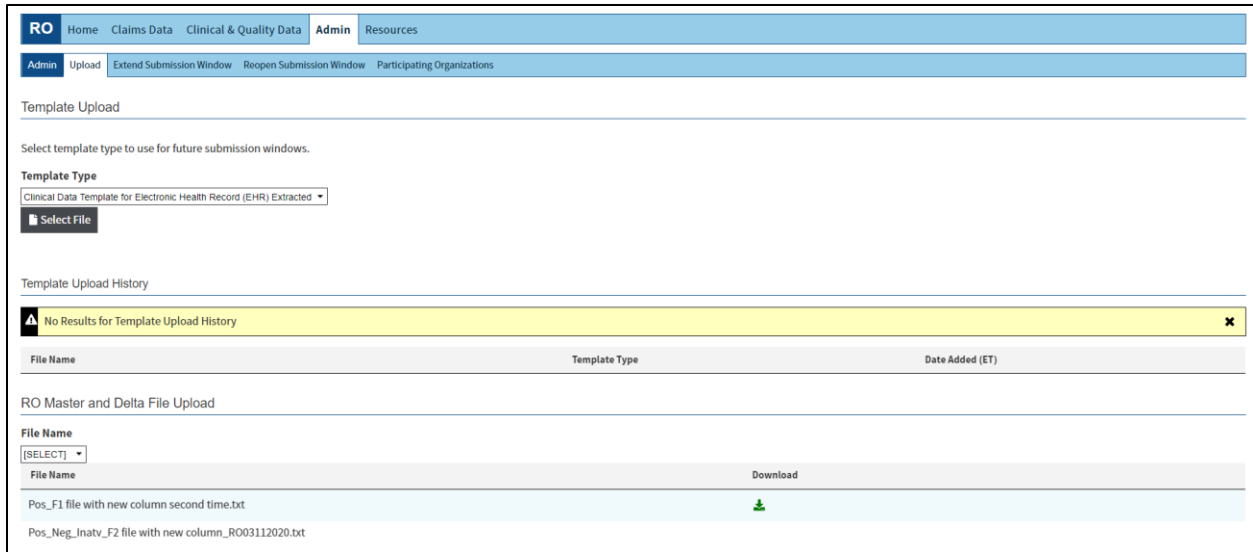 RO Home Claims Data Clinical & Quality Data Admin Resources
Admin Upload Extend Submission Window Reopen Submission Window Participating Organizations
Template Upload
Select template type to use for future submission windows.
Template Type
Clinical Data Template for Electronic Health Record (EHR) Extracted
Select File
Template Upload History
No Results for Template Upload History
File Name Template Type Date Added (ET)
RO Master and Delta File Upload
File Name
[SELECT]
File Name Download
Pos_F1 file with new column second time.txt
Pos_Neg_Inatv_F2 file with new column_RO03112020.txt